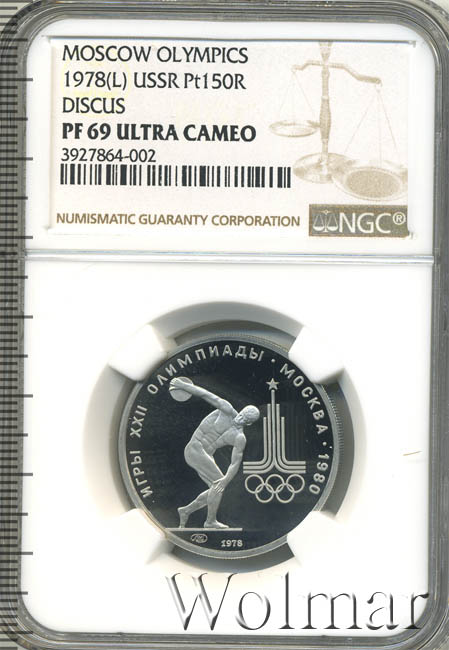 MOSCOW OLYMPICS
1978(L) USSR Pt150R
DISCUS
PF 69 ULTRA CAMEO
3927864-002
NUMISMATIC GUARANTY CORPORATION
NGC®
ИГРЫ XXII ОЛИМПИАДЫ · МОСКВА · 1980
1978
Wolmar